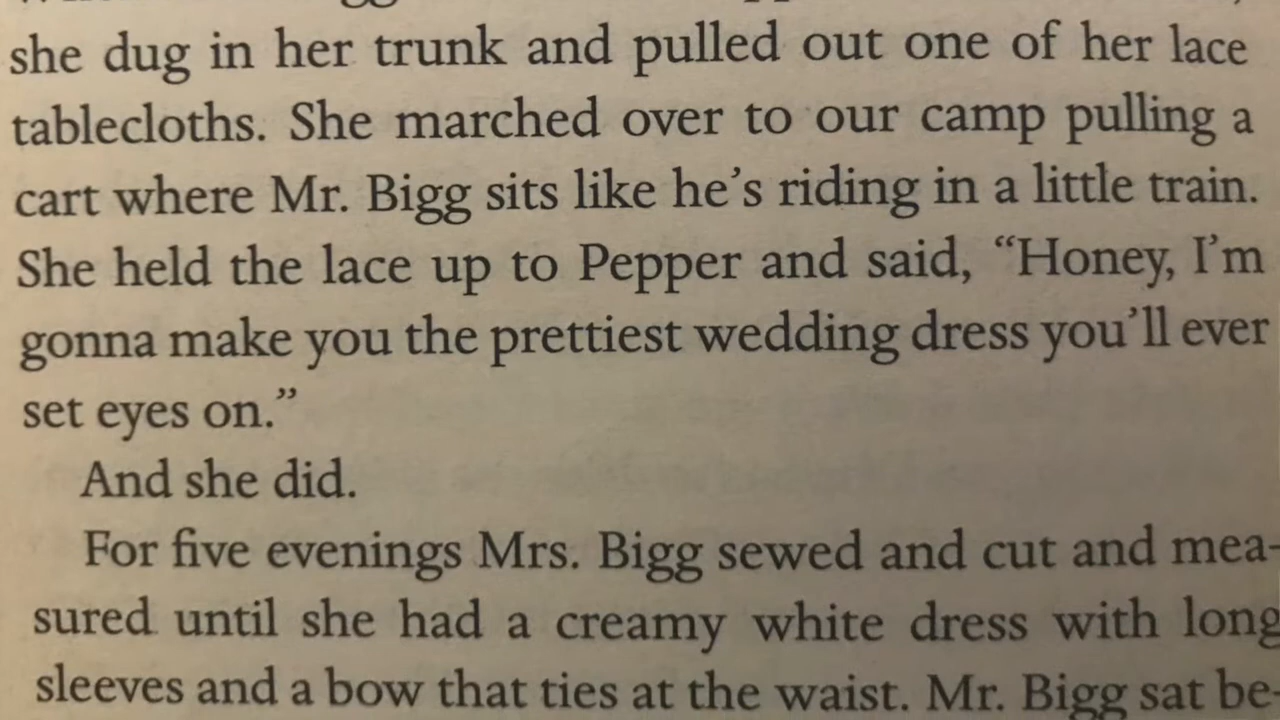 she dug in her trunk and pulled out one of her lace
tablecloths. She marched over to our camp pulling a
cart where Mr. Bigg sits like he’s riding in a little train.
She held the lace up to Pepper and said, “Honey, I’m
gonna make you the prettiest wedding dress you’ll ever
set eyes on.”
And she did.
For five evenings Mrs. Bigg sewed and cut and mea-
sured until she had a creamy white dress with long
sleeves and a bow that ties at the waist. Mr. Bigg sat be-